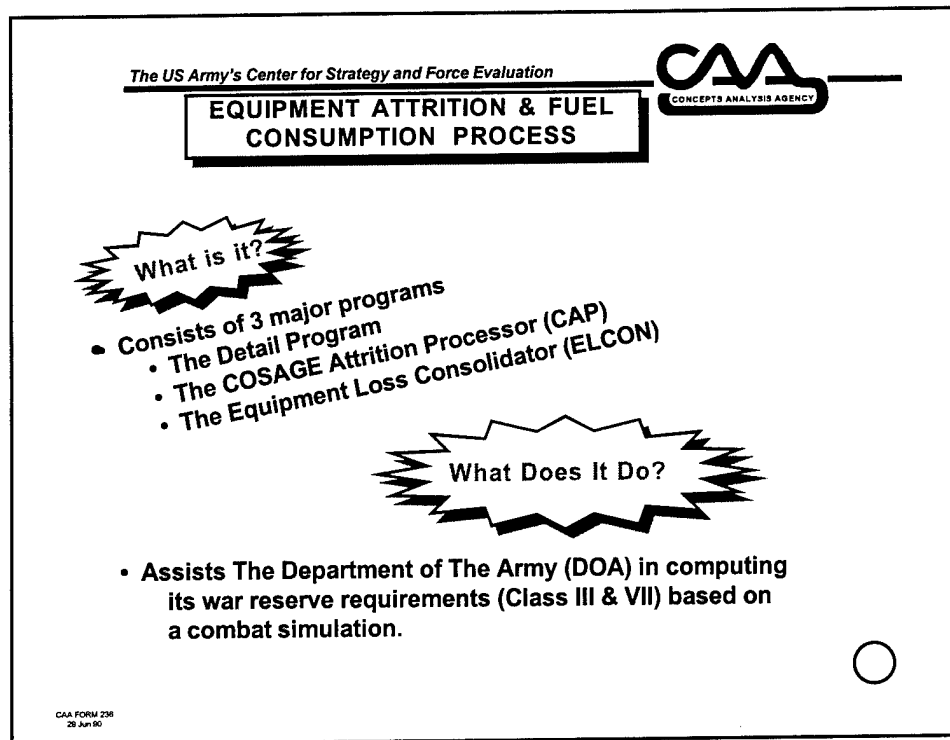 The US Army's Center for Strategy and Force Evaluation
CAA
CONCEPTS ANALYSIS AGENCY
EQUIPMENT ATTRITION & FUEL
CONSUMPTION PROCESS
What is it?
• Consists of 3 major programs
• The Detail Program
• The COSAGE Attrition Processor (CAP)
• The Equipment Loss Consolidator (ELCON)
What Does It Do?
• Assists The Department of The Army (DOA) in computing
its war reserve requirements (Class III & VII) based on
a combat simulation.
CAA FORM 236
29 Jun 90